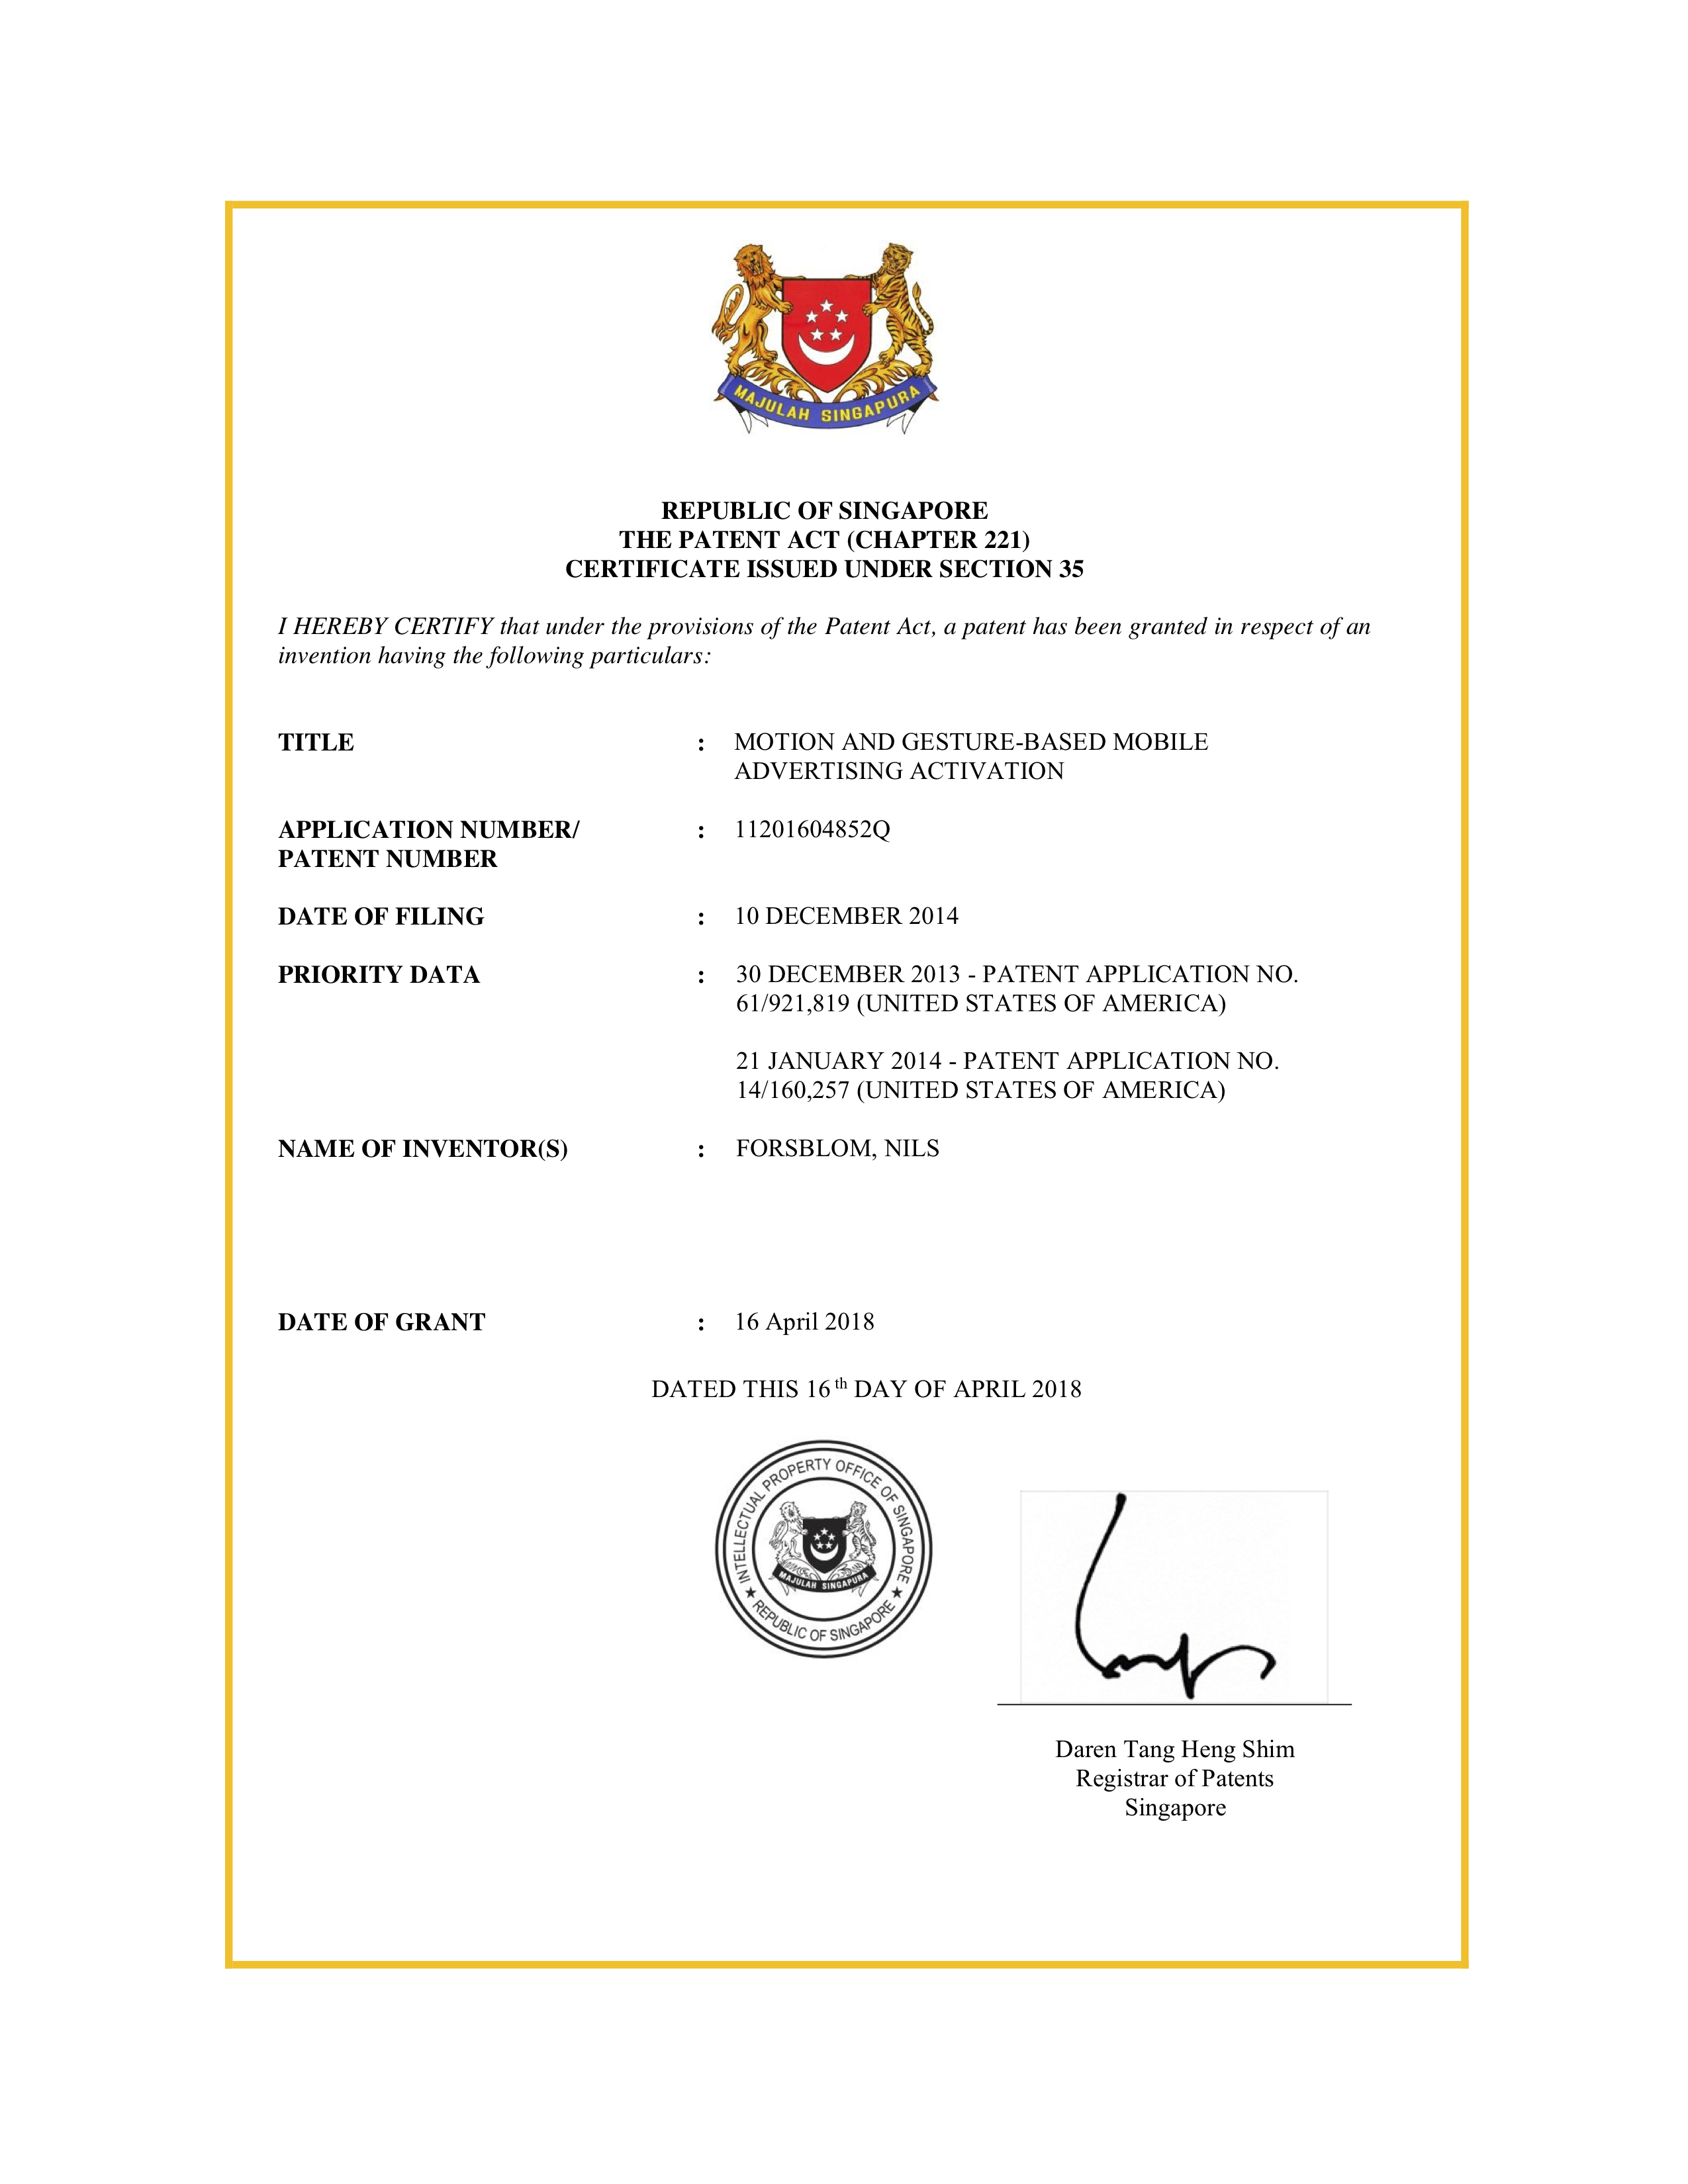 MAJULAH SINGAPURA
REPUBLIC OF SINGAPORE
THE PATENT ACT (CHAPTER 221)
CERTIFICATE ISSUED UNDER SECTION 35
I HEREBY CERTIFY that under the provisions of the Patent Act, a patent has been granted in respect of an
invention having the following particulars:
TITLE : MOTION AND GESTURE-BASED MOBILE
ADVERTISING ACTIVATION
APPLICATION NUMBER/ : 11201604852Q
PATENT NUMBER
DATE OF FILING : 10 DECEMBER 2014
PRIORITY DATA : 30 DECEMBER 2013 - PATENT APPLICATION NO.
61/921,819 (UNITED STATES OF AMERICA)
21 JANUARY 2014 - PATENT APPLICATION NO.
14/160,257 (UNITED STATES OF AMERICA)
NAME OF INVENTOR(S) : FORSBLOM, NILS
DATE OF GRANT : 16 April 2018
DATED THIS 16th DAY OF APRIL 2018
INTELLECTUAL PROPERTY OFFICE OF SINGAPORE
MAJULAH SINGAPURA
★ REPUBLIC OF SINGAPORE ★
Daren Tang Heng Shim
Registrar of Patents
Singapore